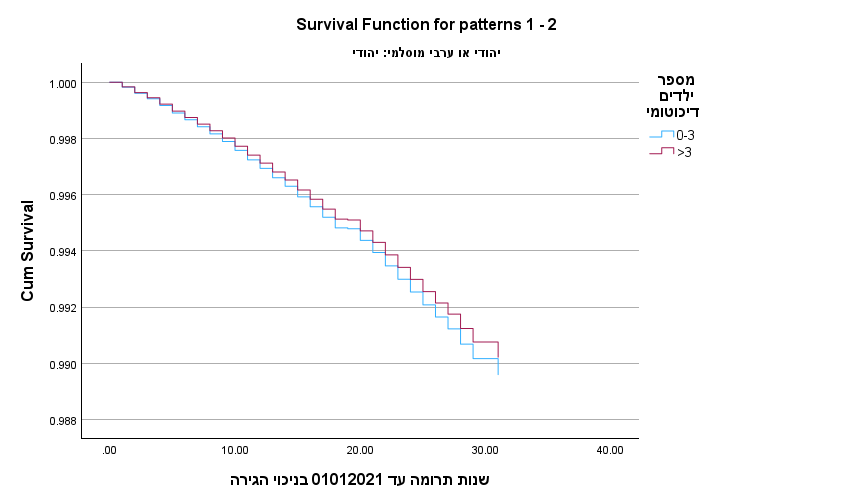 Survival Function for patterns 1 - 2
יהודי או ערבי מוסלמי: יהודי
מספר
ילדים
דיכוטומי
0-3
>3
Cum Survival
1.000
0.998
0.996
0.994
0.992
0.990
0.988
.00
10.00
20.00
30.00
40.00
שנות תרומה עד 01012021 בניכוי הגירה